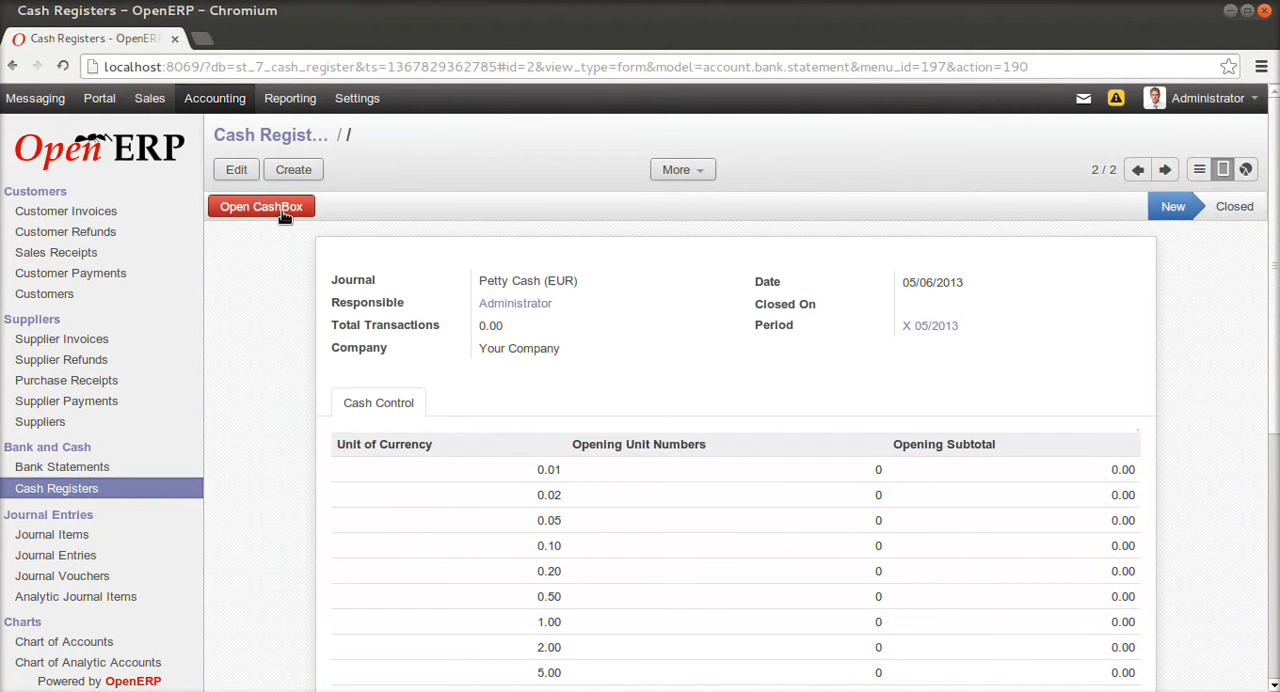 Cash Registers - OpenERP - Chromium
Cash Registers - OpenERP
localhost:8069/?db=st_7_cash_register&ts=1367829362785#id=2&view_type=form&model=account.bank.statement&menu_id=197&action=190
Messaging Portal Sales Accounting Reporting Settings Administrator
OpenERP
Cash Regist... / /
Edit Create More 2 / 2
Open CashBox New Closed
Customers
Customer Invoices
Customer Refunds
Sales Receipts
Customer Payments
Customers
Suppliers
Supplier Invoices
Supplier Refunds
Purchase Receipts
Supplier Payments
Suppliers
Bank and Cash
Bank Statements
Cash Registers
Journal Entries
Journal Items
Journal Entries
Journal Vouchers
Analytic Journal Items
Charts
Chart of Accounts
Chart of Analytic Accounts
Powered by OpenERP
Journal Petty Cash (EUR) Date 05/06/2013
Responsible Administrator Closed On
Total Transactions 0.00 Period X 05/2013
Company Your Company
Cash Control
Unit of Currency Opening Unit Numbers Opening Subtotal
0.01 0 0.00
0.02 0 0.00
0.05 0 0.00
0.10 0 0.00
0.20 0 0.00
0.50 0 0.00
1.00 0 0.00
2.00 0 0.00
5.00 0 0.00